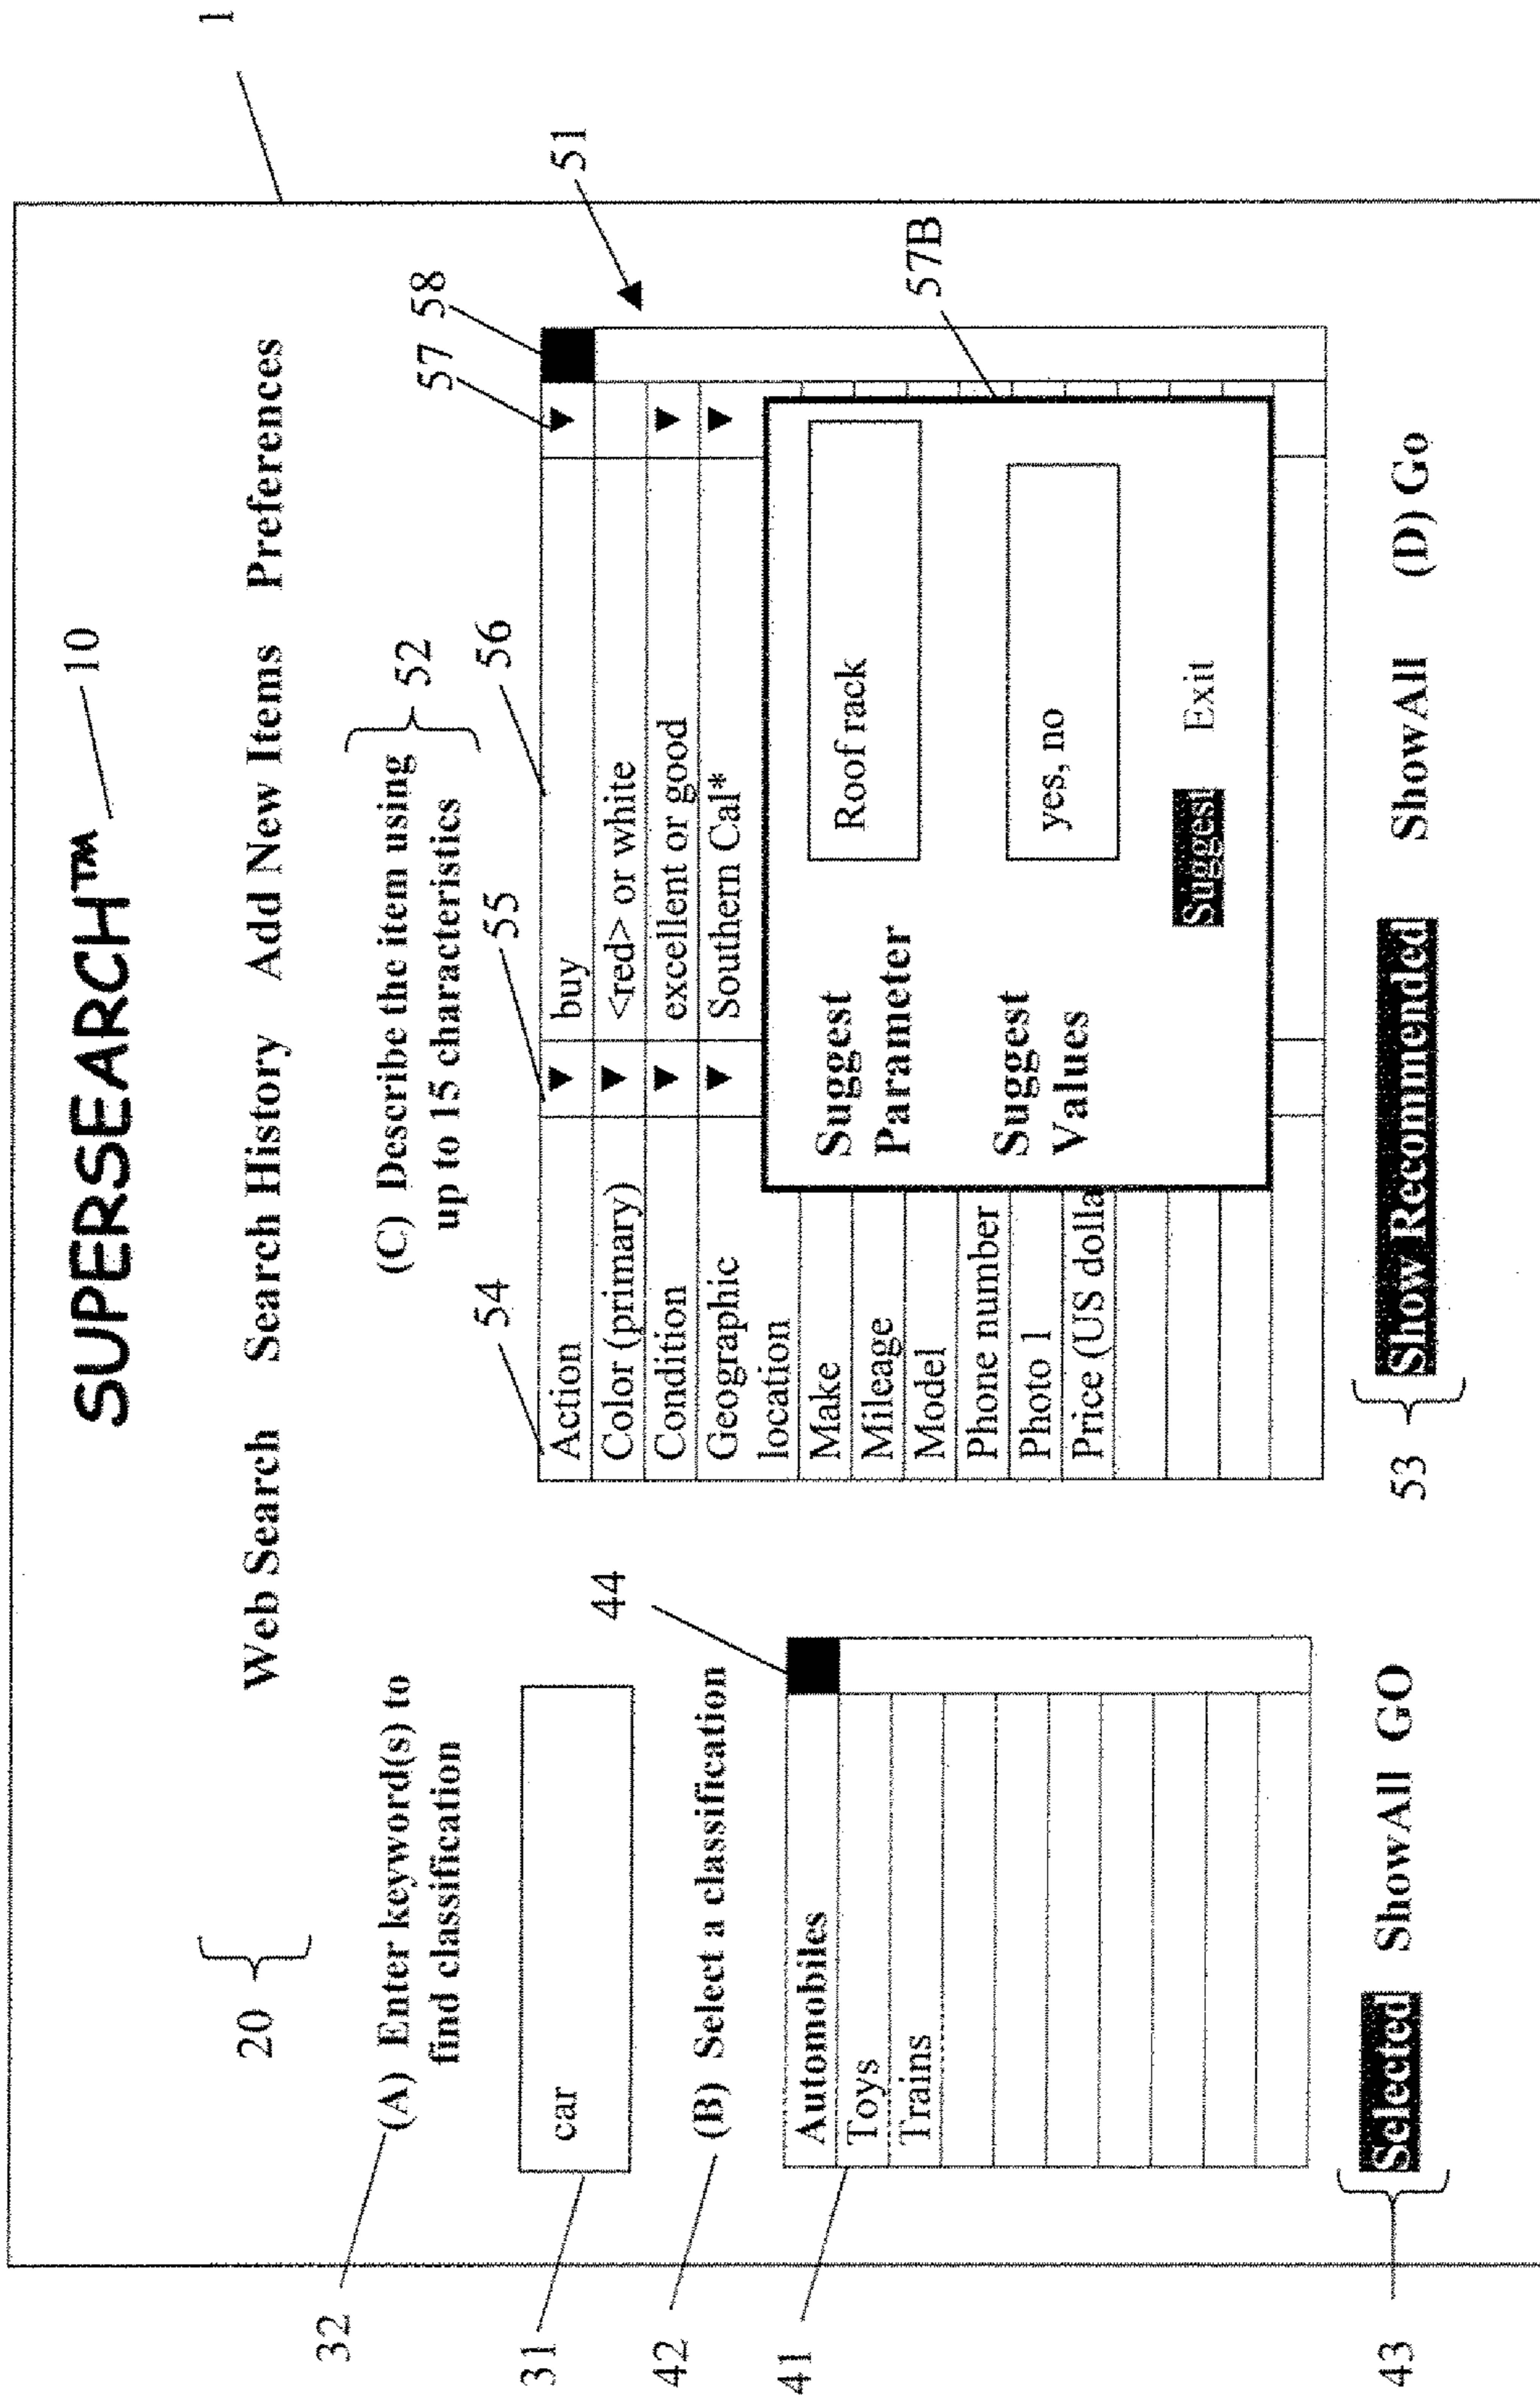 SUPERSEARCH™
10
1
20
Web Search Search History Add New Items Preferences
32
(A) Enter keyword(s) to
find classification
31
car
42
(B) Select a classification
44
41
Automobiles
Toys
Trains
43
Selected ShowAll GO
(C) Describe the item using
up to 15 characteristics
52
54
55
56
57
58
51
Action ▼ buy ▼
Color (primary) ▼ <red> or white
Condition ▼ excellent or good ▼
Geographic ▼ Southern Cal* ▼
location
Make
Mileage
Model
Phone number
Photo 1
Price (US dolla
57B
Suggest
Parameter
Roof rack
Suggest
Values
yes, no
Suggest Exit
53
Show Recommended ShowAll (D) Go